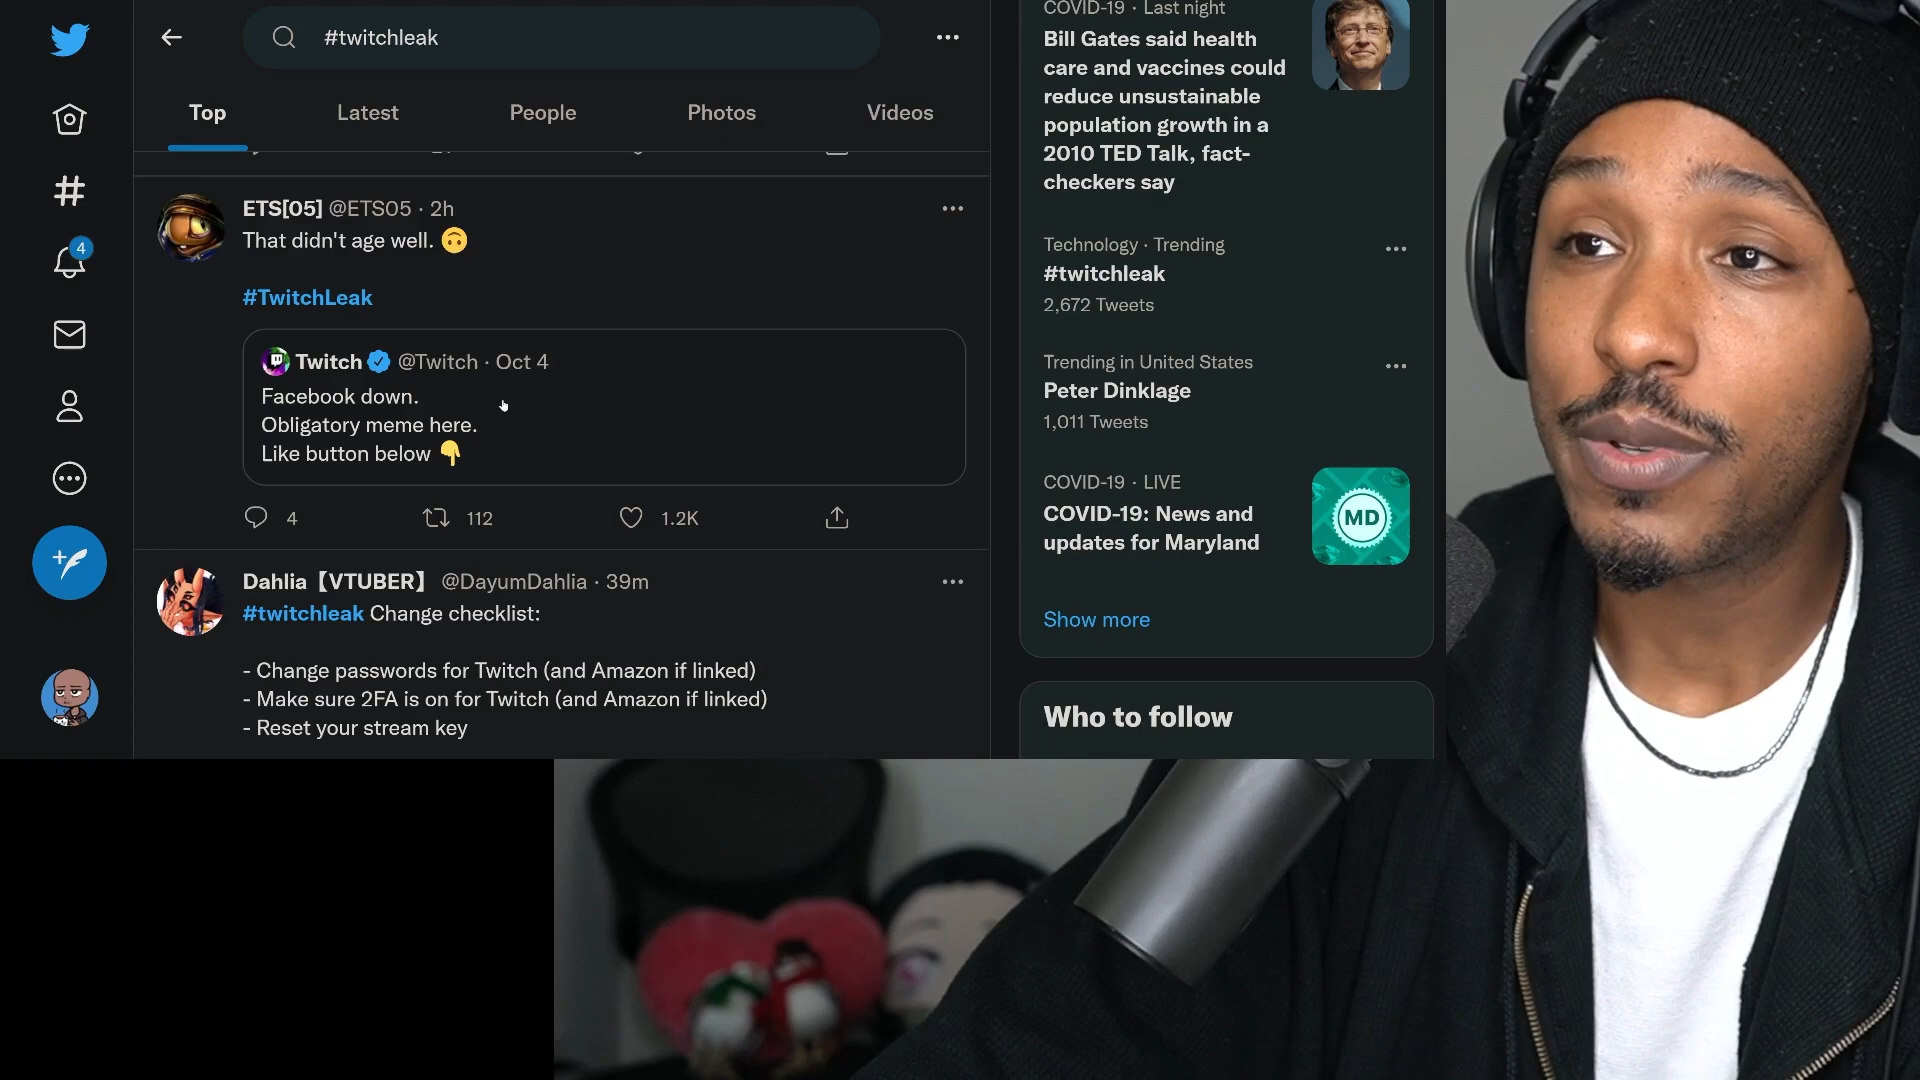 #twitchleak
Top
Latest
People
Photos
Videos
ETS[05] @ETS05 · 2h
That didn't age well. 🙃
#TwitchLeak
Twitch @Twitch · Oct 4
Facebook down.
Obligatory meme here.
Like button below 👇
4
112
1.2K
Dahlia【VTUBER】 @DayumDahlia · 39m
#twitchleak Change checklist:
- Change passwords for Twitch (and Amazon if linked)
- Make sure 2FA is on for Twitch (and Amazon if linked)
- Reset your stream key
4
COVID-19 · Last night
Bill Gates said health
care and vaccines could
reduce unsustainable
population growth in a
2010 TED Talk, fact-
checkers say
Technology · Trending
#twitchleak
2,672 Tweets
Trending in United States
Peter Dinklage
1,011 Tweets
COVID-19 · LIVE
COVID-19: News and
updates for Maryland
MD
Show more
Who to follow